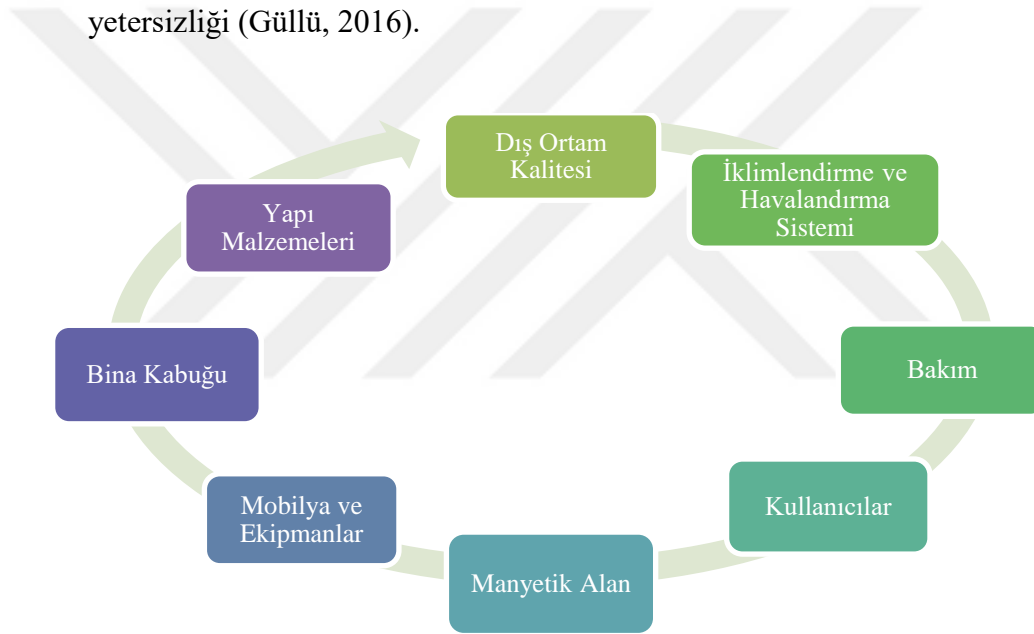 yetersizliği (Güllü, 2016).
Dış Ortam
Kalitesi
İklimlendirme ve
Havalandırma
Sistemi
Bakım
Kullanıcılar
Manyetik Alan
Mobilya ve
Ekipmanlar
Bina Kabuğu
Yapı
Malzemeleri